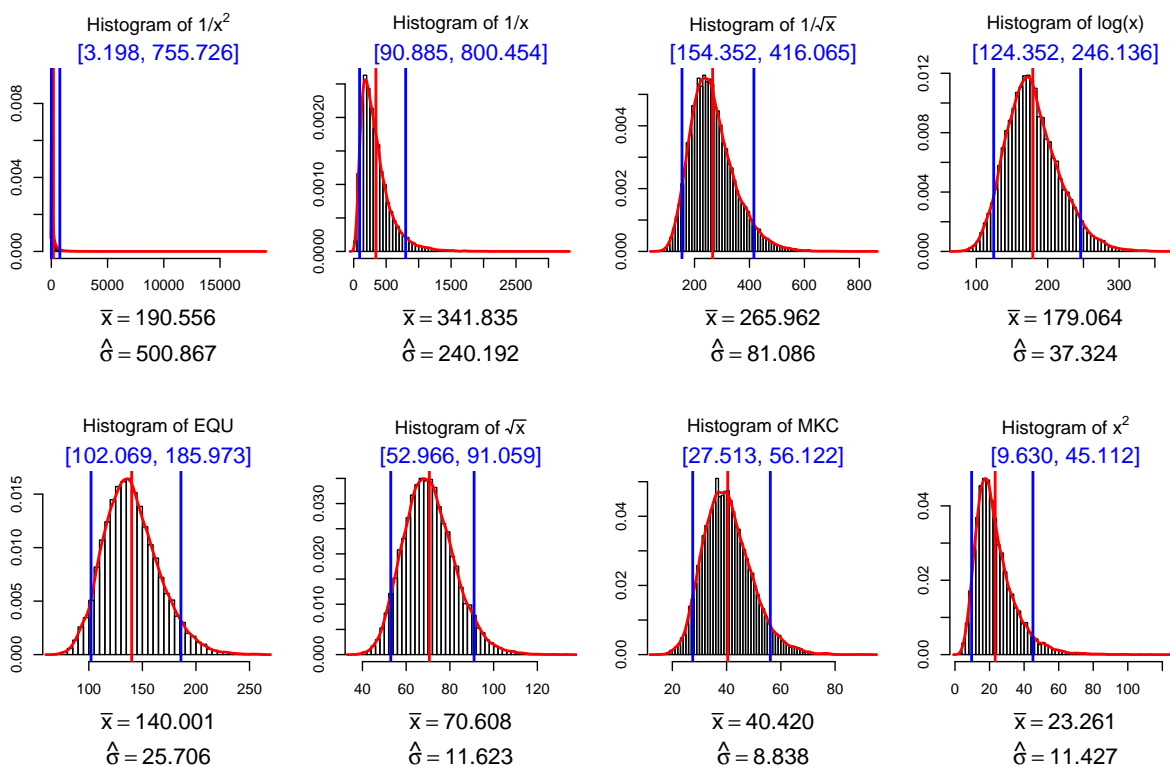 Histogram of 1/x²
[3.198, 755.726]
0.000 0.004 0.008
0 5000 10000 15000
x̄ = 190.556
σ̂ = 500.867
Histogram of 1/x
[90.885, 800.454]
0.0000 0.0010 0.0020
0 500 1500 2500
x̄ = 341.835
σ̂ = 240.192
Histogram of 1/√x
[154.352, 416.065]
0.000 0.002 0.004
200 400 600 800
x̄ = 265.962
σ̂ = 81.086
Histogram of log(x)
[124.352, 246.136]
0.000 0.004 0.008 0.012
100 200 300
x̄ = 179.064
σ̂ = 37.324
Histogram of EQU
[102.069, 185.973]
0.000 0.005 0.010 0.015
100 150 200 250
x̄ = 140.001
σ̂ = 25.706
Histogram of √x
[52.966, 91.059]
0.000 0.010 0.020 0.030
40 60 80 100 120
x̄ = 70.608
σ̂ = 11.623
Histogram of MKC
[27.513, 56.122]
0.00 0.02 0.04
20 40 60 80
x̄ = 40.420
σ̂ = 8.838
Histogram of x²
[9.630, 45.112]
0.00 0.02 0.04
0 20 40 60 80 100
x̄ = 23.261
σ̂ = 11.427